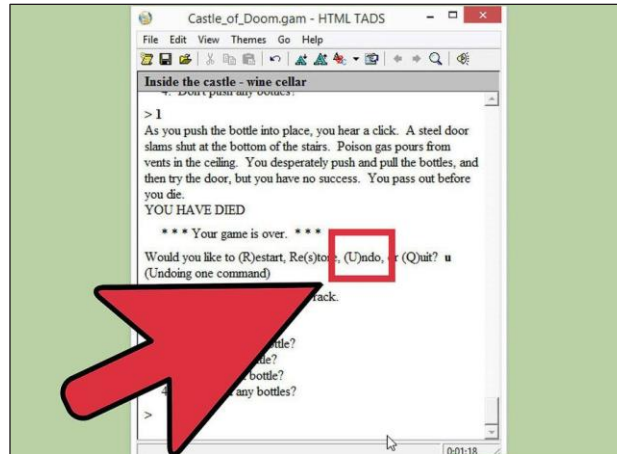 Castle_of_Doom.gam - HTML TADS
File Edit View Themes Go Help
Inside the castle - wine cellar
4. Don't push any bottles?
> 1
As you push the bottle into place, you hear a click. A steel door
slams shut at the bottom of the stairs. Poison gas pours from
vents in the ceiling. You desperately push and pull the bottles, and
then try the door, but you have no success. You pass out before
you die.
YOU HAVE DIED
* * * Your game is over. * * *
Would you like to (R)estart, Re(s)tore, (U)ndo, or (Q)uit? u
(Undoing one command)
rack.
bottle?
bottle?
any bottles?
>
0:01:18